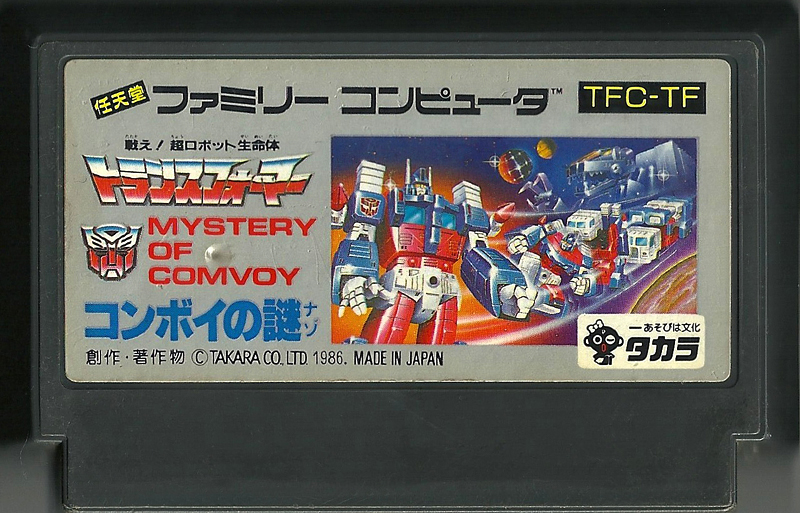 任天堂 ファミリー コンピュータ™ TFC-TF
戦え!超ロボット生命体
トランスフォーマー
MYSTERY
OF
COMVOY
コンボイの謎
ナゾ
創作・著作物 ©TAKARA CO., LTD. 1986. MADE IN JAPAN
一あそびは文化
タカラ